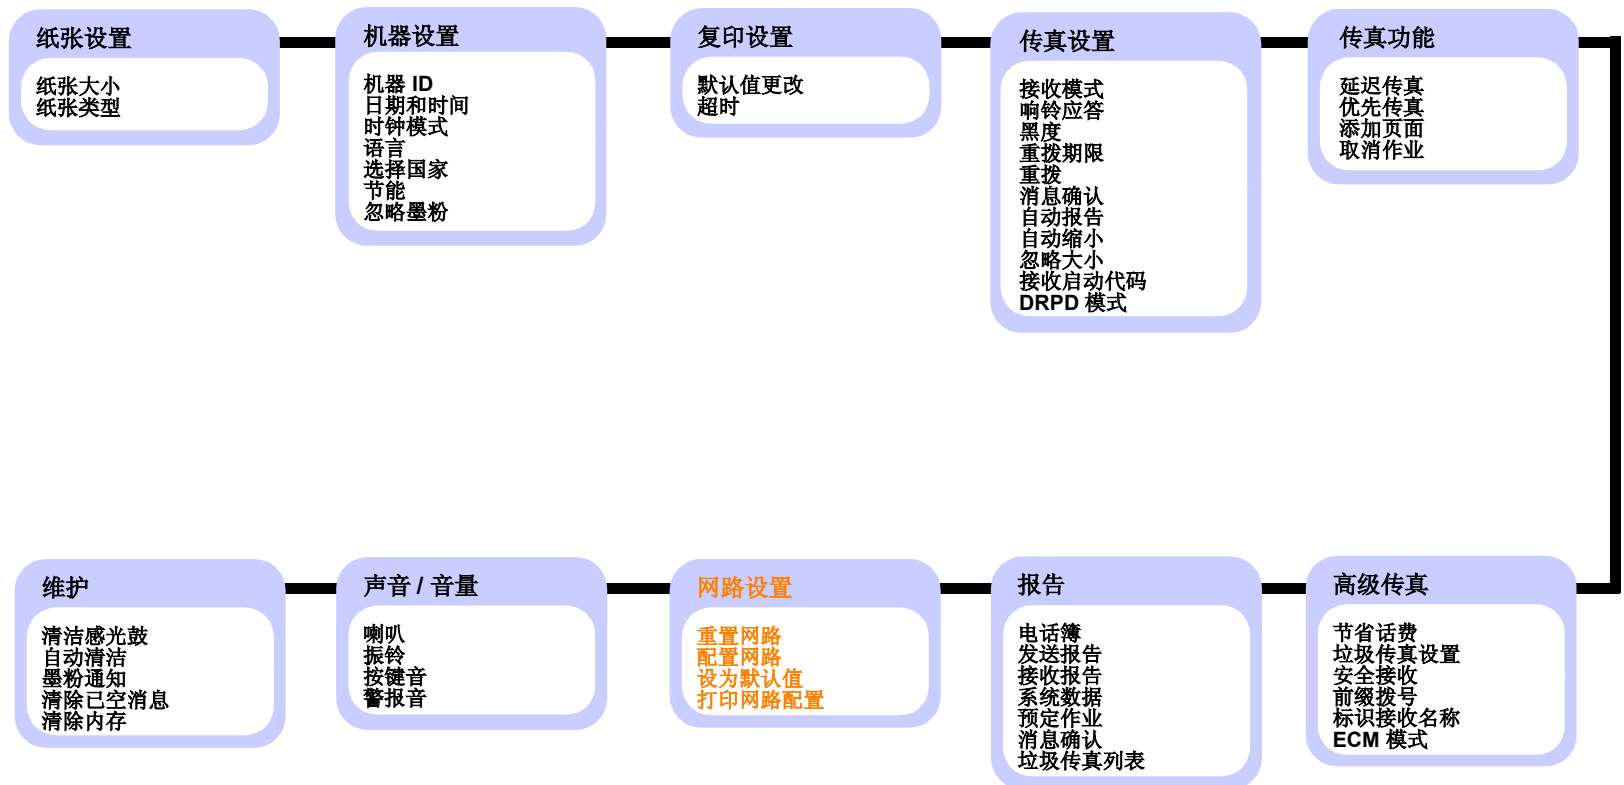 纸张设置
纸张大小
纸张类型
机器设置
机器 ID
日期和时间
时钟模式
语言
选择国家
节能
忽略墨粉
复印设置
默认值更改
超时
传真设置
接收模式
响铃应答
黑度
重拨期限
重拨
消息确认
自动报告
自动缩小
忽略大小
接收启动代码
DRPD 模式
传真功能
延迟传真
优先传真
添加页面
取消作业
维护
清洁感光鼓
自动清洁
墨粉通知
清除已空消息
清除内存
声音 / 音量
喇叭
振铃
按键音
警报音
网路设置
重置网路
配置网路
设为默认值
打印网路配置
报告
电话簿
发送报告
接收报告
系统数据
预定作业
消息确认
垃圾传真列表
高级传真
节省话费
垃圾传真设置
安全接收
前缀拨号
标识接收名称
ECM 模式